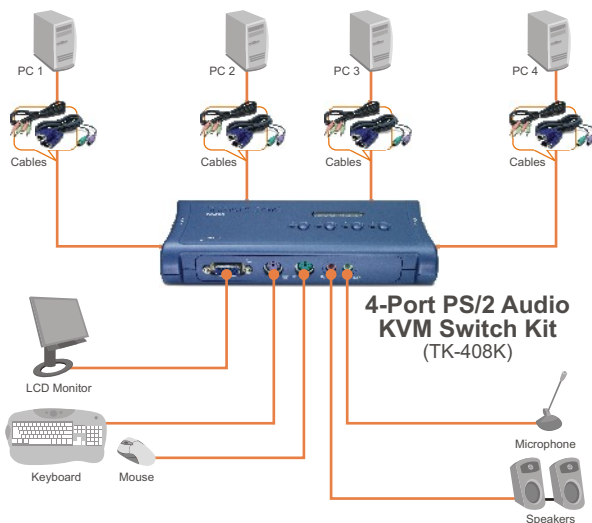 PC 1
PC 2
PC 3
PC 4
Cables
Cables
Cables
Cables
4-Port PS/2 Audio
KVM Switch Kit
(TK-408K)
LCD Monitor
Keyboard
Mouse
Microphone
Speakers